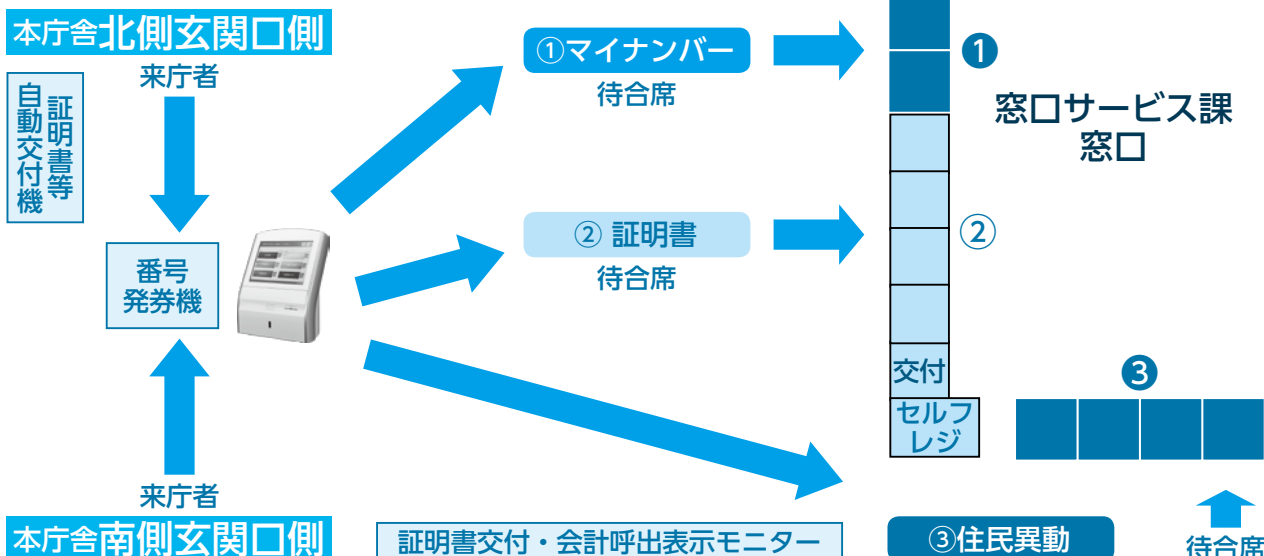 本庁舎北側玄関口側
来庁者
証明書等
自動交付機
番号
発券機
来庁者
本庁舎南側玄関口側
①マイナンバー
待合席
② 証明書
待合席
証明書交付・会計呼出表示モニター
❶
窓口サービス課
窓口
②
交付
セルフ
レジ
❸
③住民異動
待合席